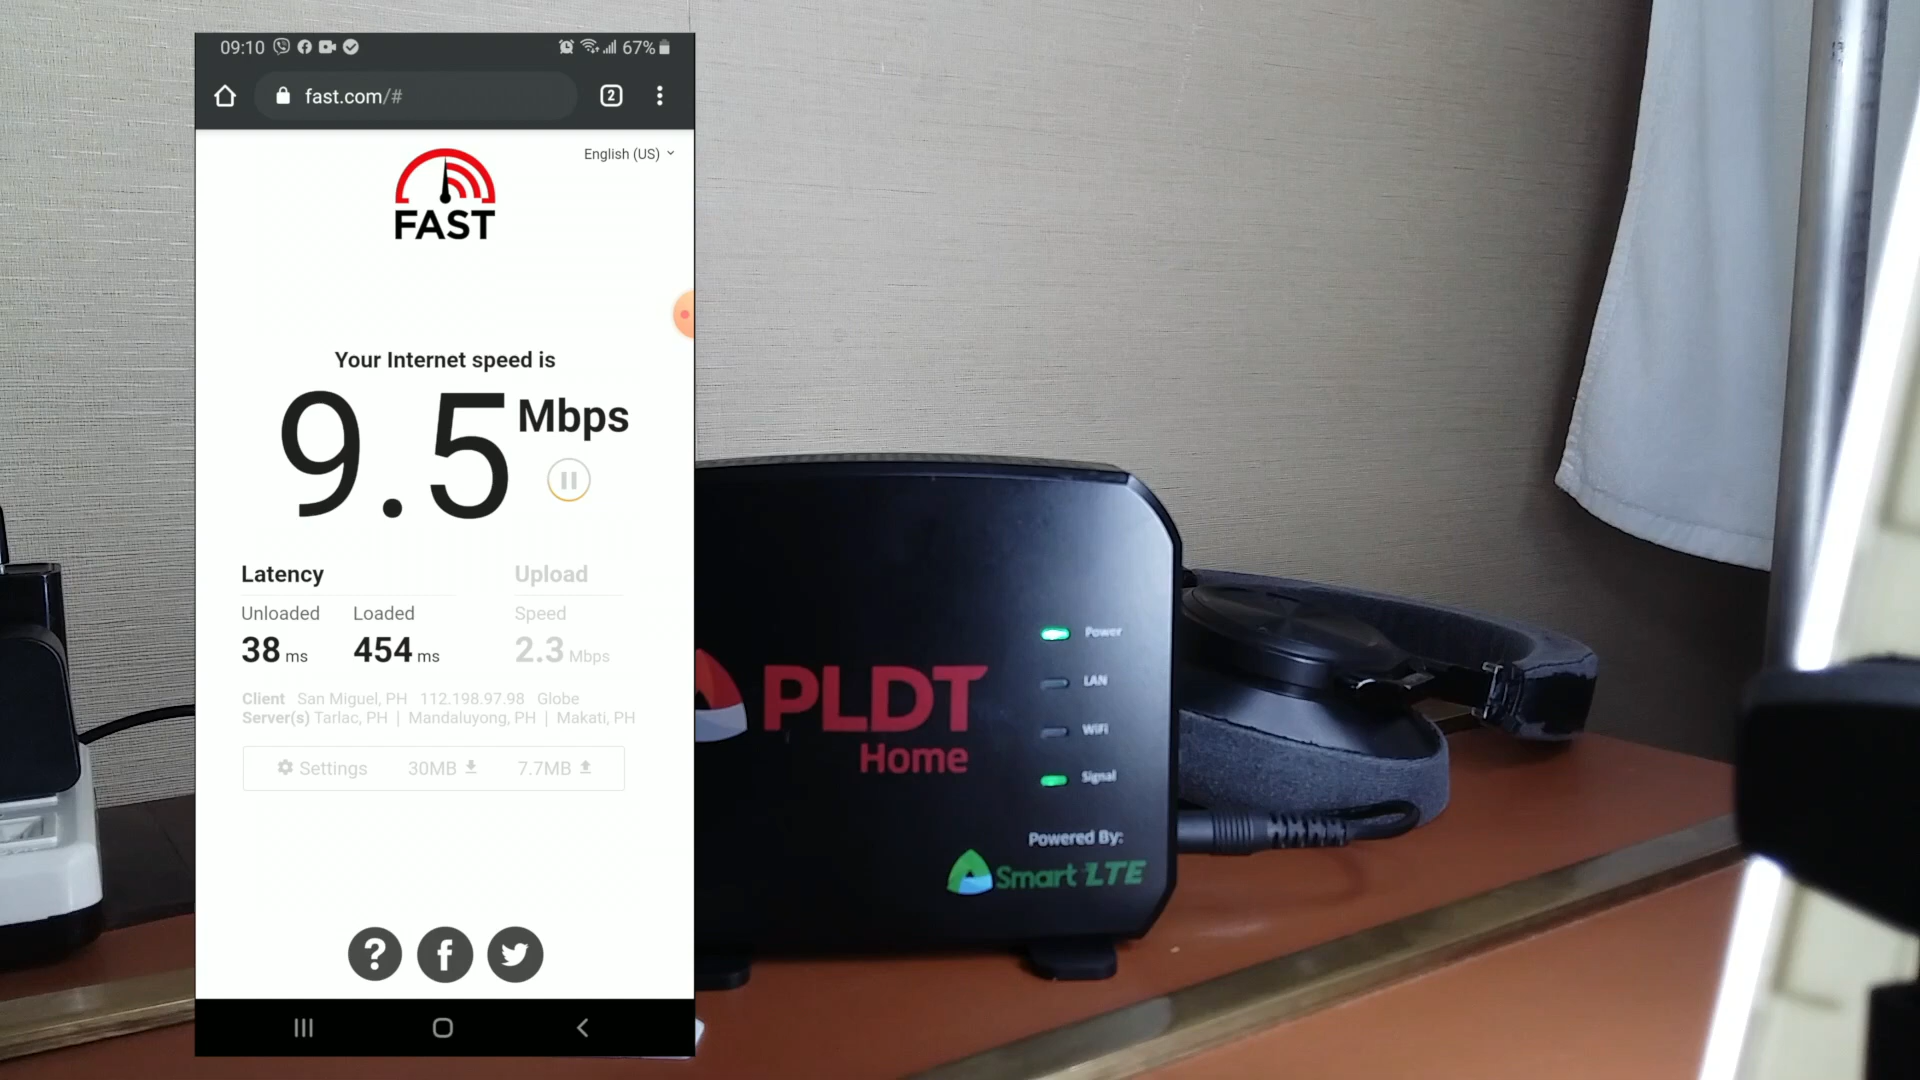 09:10
67%
fast.com/#
2
English (US)
FAST
Your Internet speed is
9.5 Mbps
Latency
Upload
Unloaded
Loaded
Speed
38 ms
454 ms
2.3 Mbps
Client San Miguel, PH 112.198.97.98 Globe
Server(s) Tarlac, PH | Mandaluyong, PH | Makati, PH
Settings 30MB 7.7MB
?
f
PLDT
Home
Power
LAN
WiFi
Signal
Powered By:
Smart LTE